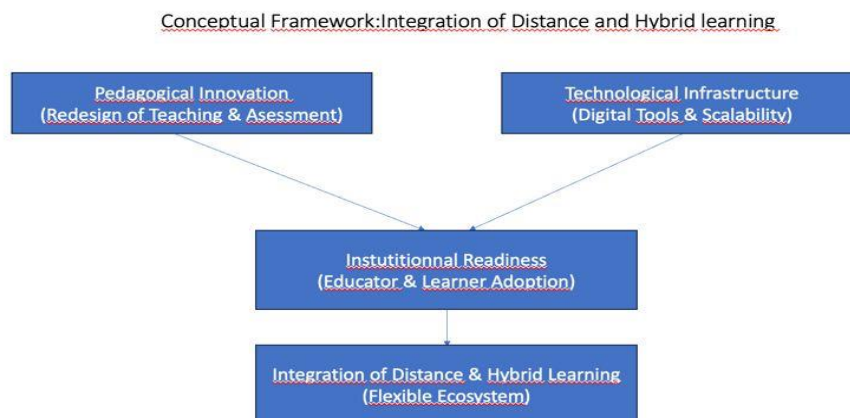 Conceptual Framework:Integration of Distance and Hybrid learning
Pedagogical Innovation
(Redesign of Teaching & Asessment)
Technological Infrastructure
(Digital Tools & Scalability)
Instutitionnal Readiness
(Educator & Learner Adoption)
Integration of Distance & Hybrid Learning
(Flexible Ecosystem)